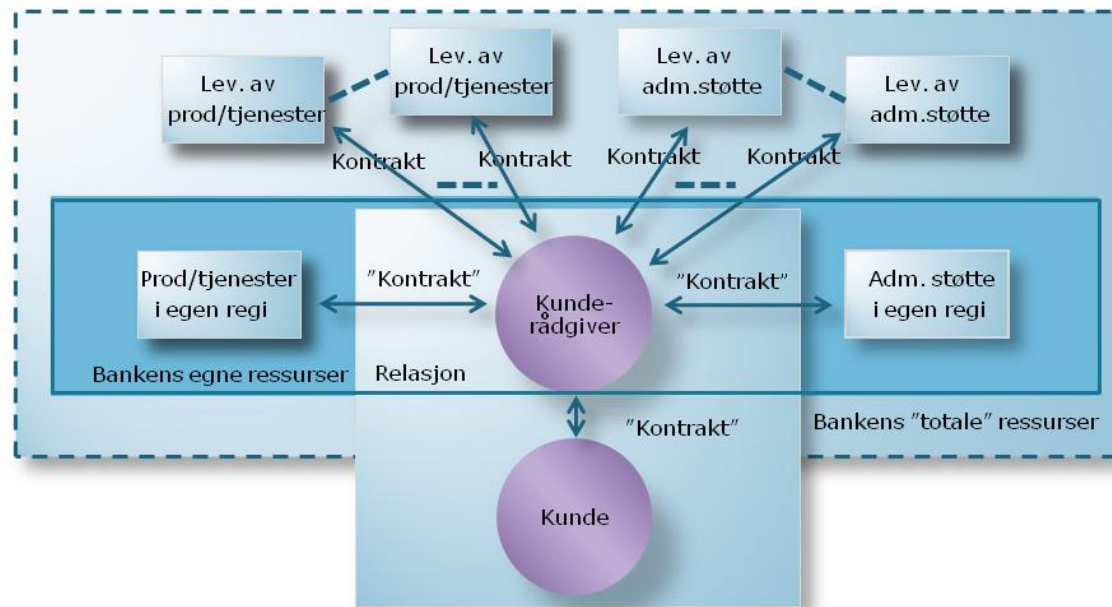 Lev. av
prod/tjenester
Lev. av
prod/tjenester
Lev. av
adm.støtte
Lev. av
adm.støtte
Kontrakt
Kontrakt
Kontrakt
Kontrakt
Prod/tjenester
i egen regi
"Kontrakt"
Kunde-
rådgiver
"Kontrakt"
Adm. støtte
i egen regi
Bankens egne ressurser
Relasjon
"Kontrakt"
Bankens "totale" ressurser
Kunde